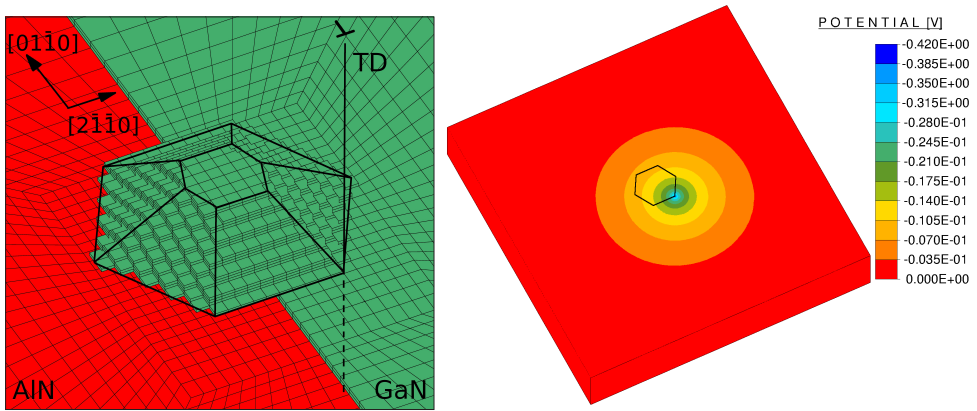 [01̄10]
TD
[2̄1̄10]
AlN
GaN
POTENTIAL [V]
-0.420E+00
-0.385E+00
-0.350E+00
-0.315E+00
-0.280E-01
-0.245E-01
-0.210E-01
-0.175E-01
-0.140E-01
-0.105E-01
-0.070E-01
-0.035E-01
0.000E+00